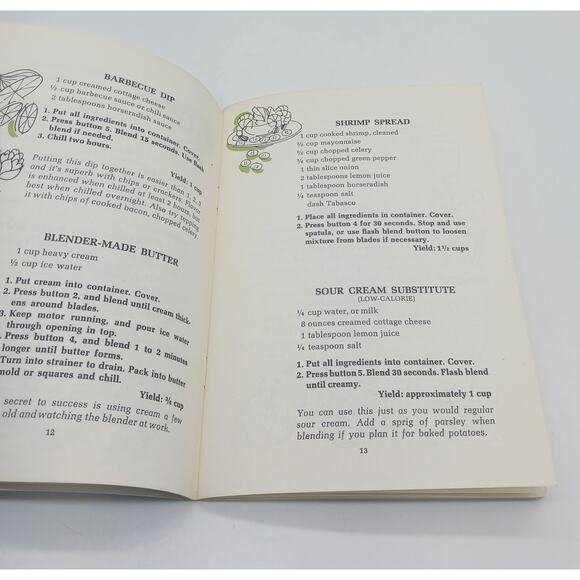 BARBECUE DIP
1 cup creamed cottage cheese
⅓ cup barbecue sauce or chili sauce
2 tablespoons horseradish sauce
1. Put all ingredients into container. Cover.
2. Press button 5. Blend 15 seconds. Use flash
blend if needed.
3. Chill two hours.
Yield: 1 cup
Putting this dip together is easier than 1, 2, 3
and it's superb with chips or crackers. Flavor
is enhanced when chilled at least 2 hours, but
best when chilled overnight. Also try topping
it with chips of cooked bacon, chopped celery.
BLENDER-MADE BUTTER
1 cup heavy cream
½ cup ice water
1. Put cream into container. Cover.
2. Press button 2, and blend until cream thick-
ens around blades.
3. Keep motor running, and pour ice water
through opening in top.
Press button 4, and blend 1 to 2 minutes
longer until butter forms.
Turn into strainer to drain. Pack into butter
mold or squares and chill.
Yield: ¾ cup
secret to success is using cream a few
old and watching the blender at work.
12
SHRIMP SPREAD
1 cup cooked shrimp, cleaned
cup mayonnaise
cup chopped celery
cup chopped green pepper
1 thin slice onion
2 tablespoons lemon juice
1 tablespoon horseradish
¼ teaspoon salt
dash Tabasco
1. Place all ingredients in container. Cover.
2. Press button 4 for 30 seconds. Stop and use
spatula, or use flash blend button to loosen
mixture from blades if necessary.
Yield: 1½ cups
SOUR CREAM SUBSTITUTE
(LOW-CALORIE)
¼ cup water, or milk
8 ounces creamed cottage cheese
1 tablespoon lemon juice
¼ teaspoon salt
1. Put all ingredients into container. Cover.
2. Press button 5. Blend 30 seconds. Flash blend
until creamy.
Yield: approximately 1 cup
You can use this just as you would regular
sour cream. Add a sprig of parsley when
blending if you plan it for baked potatoes.
13